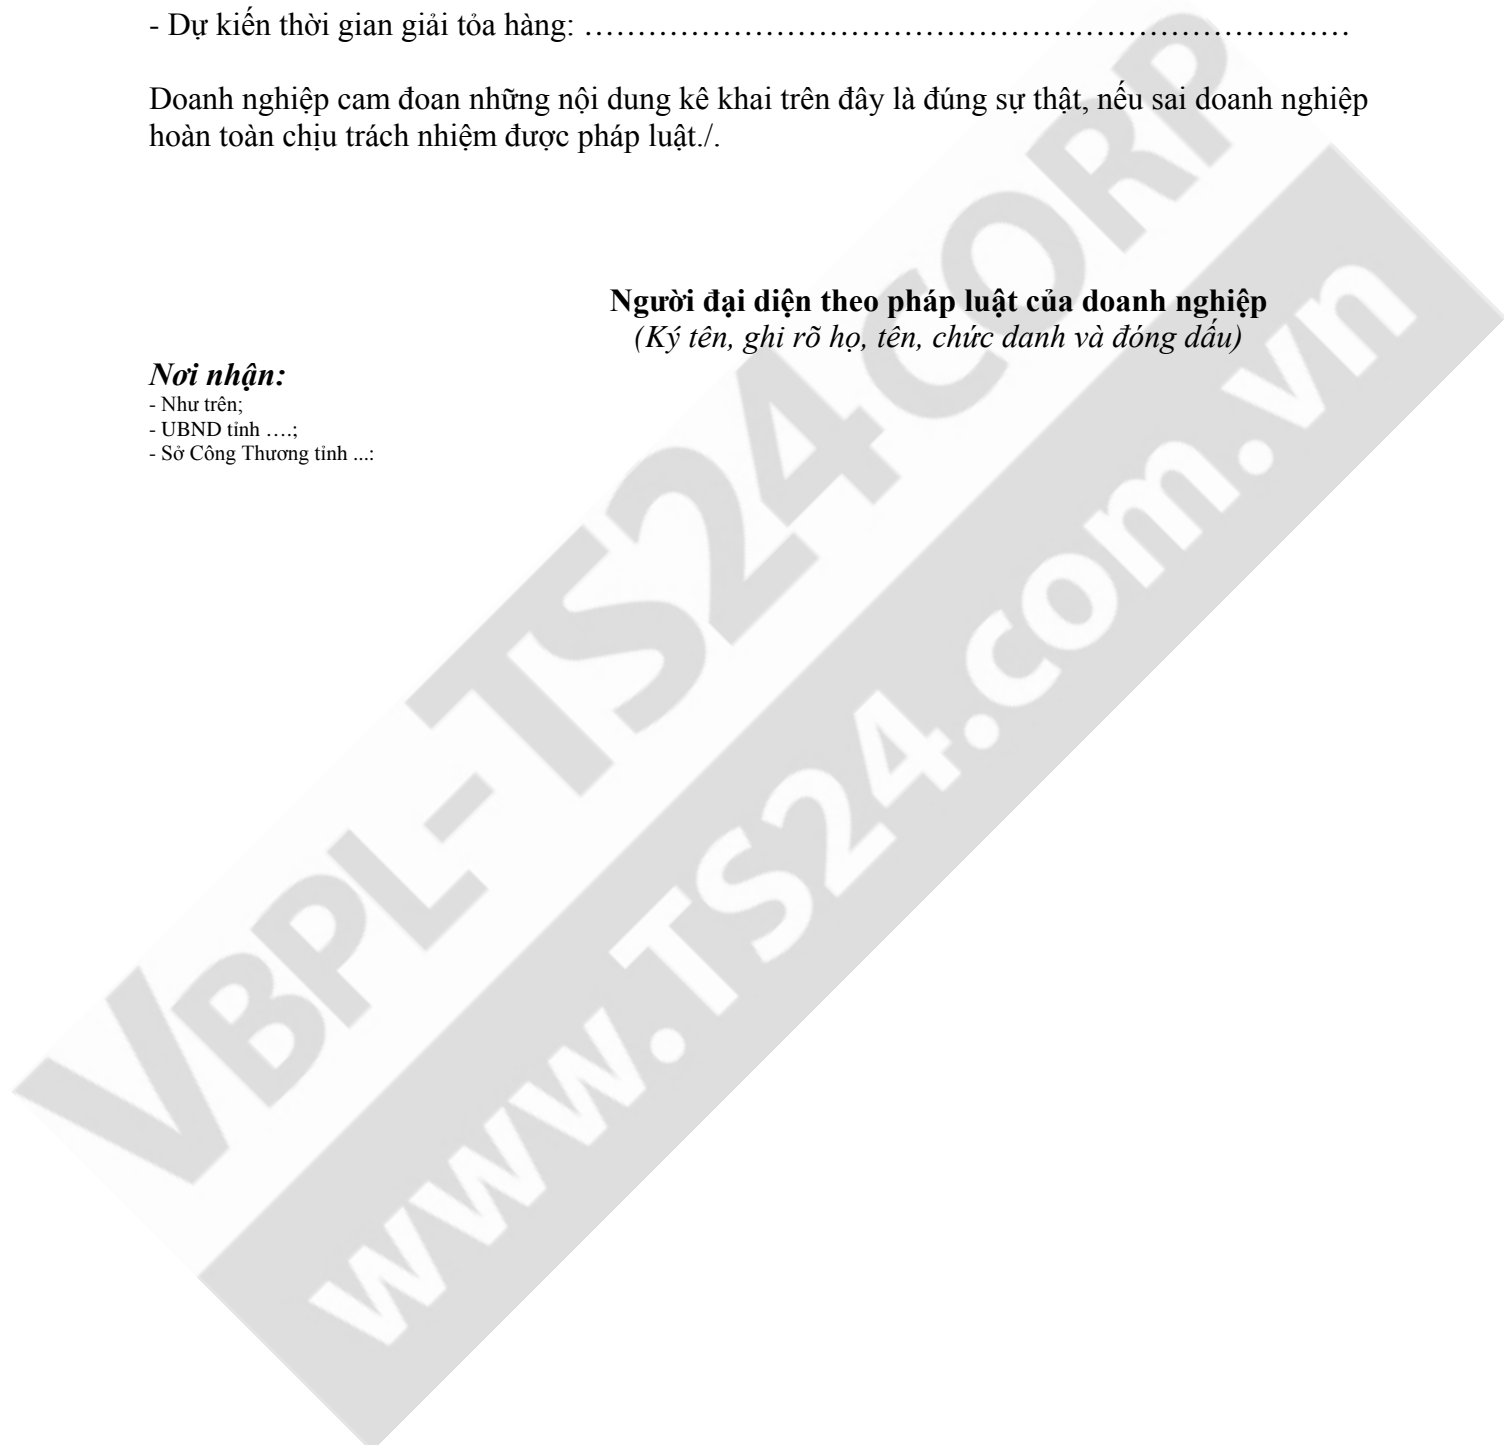 - Dự kiến thời gian giải tỏa hàng: ……………………………………………………………………
Doanh nghiệp cam đoan những nội dung kê khai trên đây là đúng sự thật, nếu sai doanh nghiệp
hoàn toàn chịu trách nhiệm được pháp luật./.
Người đại diện theo pháp luật của doanh nghiệp
(Ký tên, ghi rõ họ, tên, chức danh và đóng dấu)
Nơi nhận:
- Như trên;
- UBND tỉnh ….;
- Sở Công Thương tỉnh ...:
VBPL-TS24CORP
www.TS24.com.vn